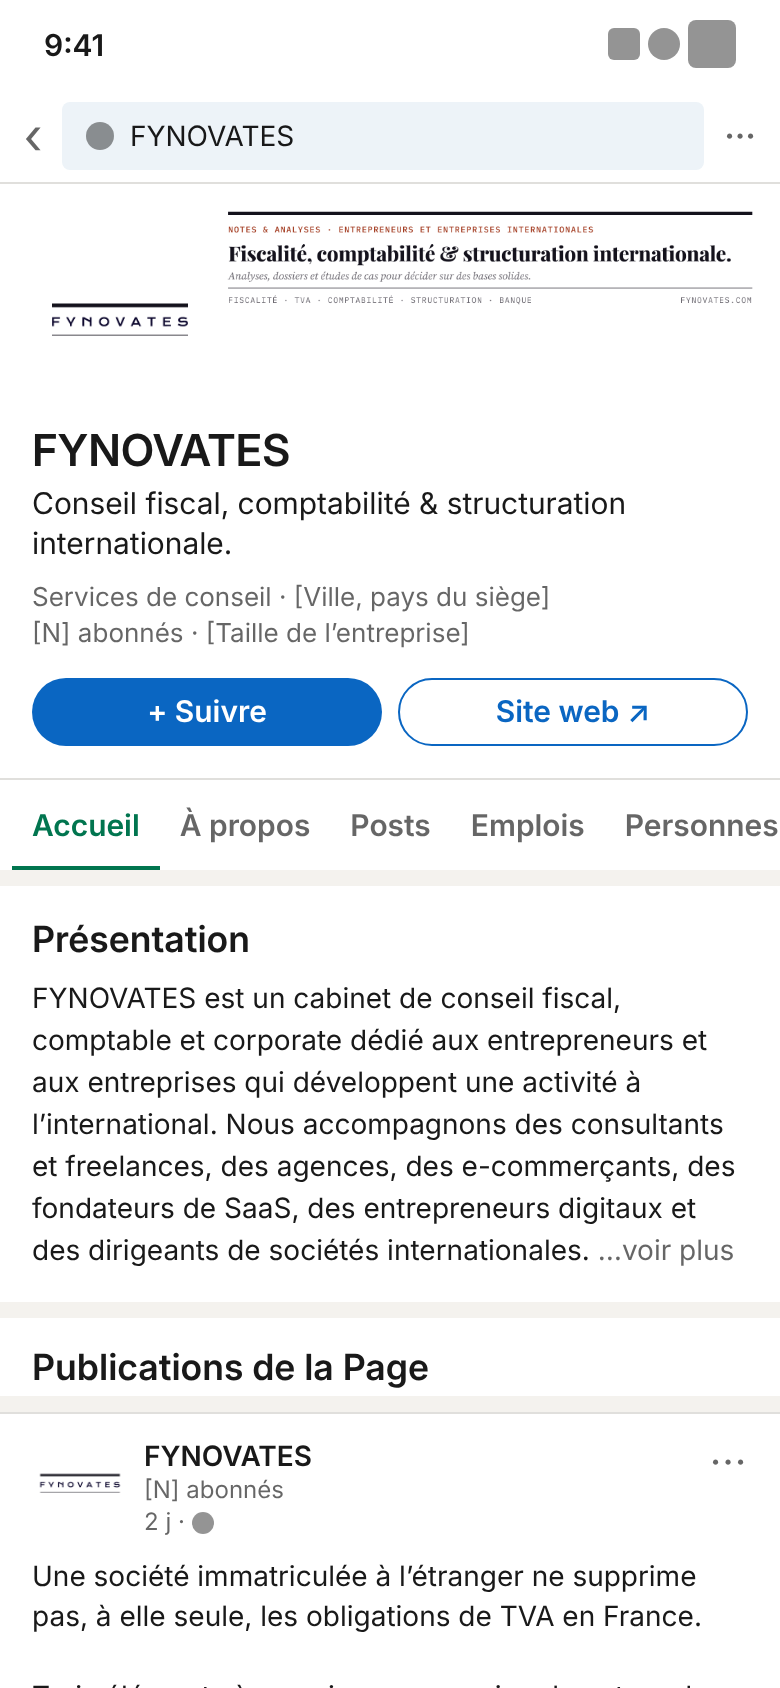 9:41
FYNOVATES
NOTES & ANALYSES · ENTREPRENEURS ET ENTREPRISES INTERNATIONALES
Fiscalité, comptabilité & structuration internationale.
Analyses, dossiers et études de cas pour décider sur des bases solides.
FISCALITÉ · TVA · COMPTABILITÉ · STRUCTURATION · BANQUE
FYNOVATES.COM
FYNOVATES
FYNOVATES
Conseil fiscal, comptabilité & structuration
internationale.
Services de conseil · [Ville, pays du siège]
[N] abonnés · [Taille de l’entreprise]
+ Suivre
Site web ↗
Accueil
À propos
Posts
Emplois
Personnes
Présentation
FYNOVATES est un cabinet de conseil fiscal,
comptable et corporate dédié aux entrepreneurs et
aux entreprises qui développent une activité à
l’international. Nous accompagnons des consultants
et freelances, des agences, des e-commerçants, des
fondateurs de SaaS, des entrepreneurs digitaux et
des dirigeants de sociétés internationales. …voir plus
Publications de la Page
FYNOVATES
FYNOVATES
[N] abonnés
2 j ·
Une société immatriculée à l’étranger ne supprime
pas, à elle seule, les obligations de TVA en France.